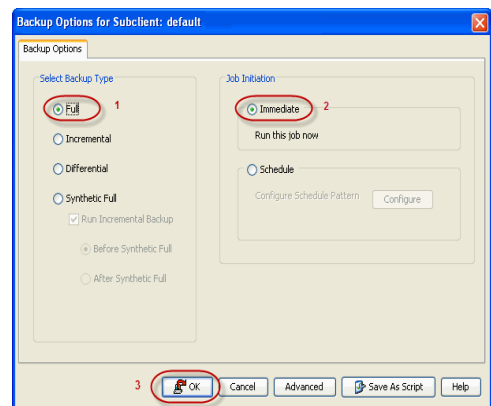 Backup Options for Subclient: default
Backup Options
Select Backup Type
Full
1
Incremental
Differential
Synthetic Full
Run Incremental Backup
Before Synthetic Full
After Synthetic Full
Job Initiation
Immediate
2
Run this job now
Schedule
Configure Schedule Pattern
Configure
3
OK
Cancel
Advanced
Save As Script
Help